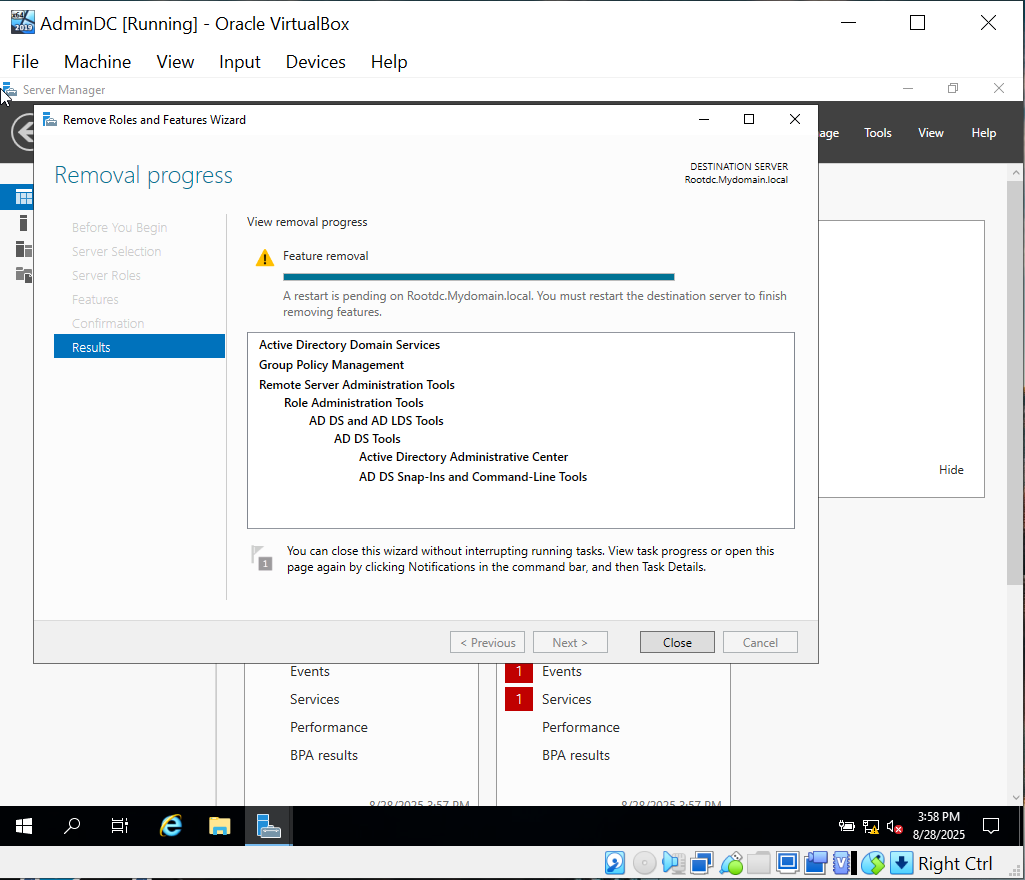 AdminDC [Running] - Oracle VirtualBox
File Machine View Input Devices Help
Server Manager
age Tools View Help
Remove Roles and Features Wizard
Removal progress
DESTINATION SERVER
Rootdc.Mydomain.local
Before You Begin
Server Selection
Server Roles
Features
Confirmation
Results
View removal progress
Feature removal
A restart is pending on Rootdc.Mydomain.local. You must restart the destination server to finish
removing features.
Active Directory Domain Services
Group Policy Management
Remote Server Administration Tools
Role Administration Tools
AD DS and AD LDS Tools
AD DS Tools
Active Directory Administrative Center
AD DS Snap-Ins and Command-Line Tools
1
You can close this wizard without interrupting running tasks. View task progress or open this
page again by clicking Notifications in the command bar, and then Task Details.
< Previous Next > Close Cancel
Hide
Events
Services
Performance
BPA results
8/28/2025 3:57 PM
1 Events
1 Services
Performance
BPA results
8/28/2025 3:57 PM
3:58 PM
8/28/2025
Right Ctrl